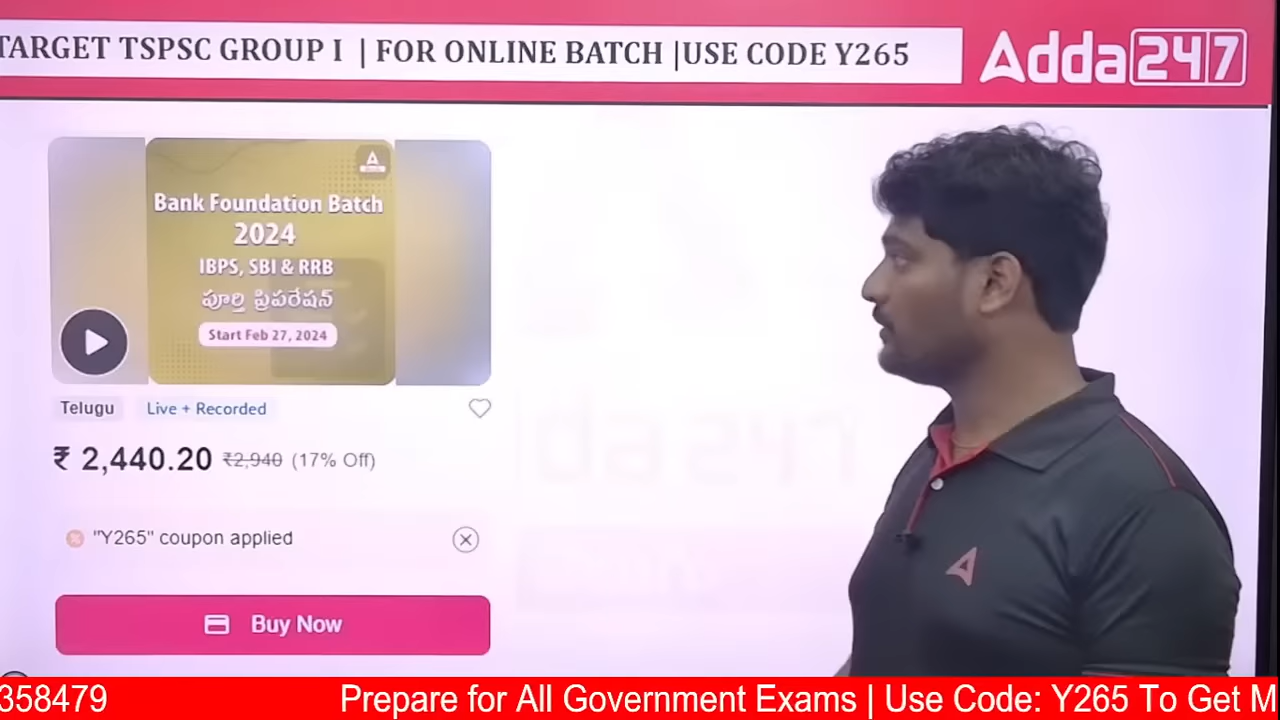 TARGET TSPSC GROUP I | FOR ONLINE BATCH |USE CODE Y265
Adda247
Bank Foundation Batch
2024
IBPS, SBI & RRB
పూర్తి ప్రిపరేషన్
Start Feb 27, 2024
Telugu
Live + Recorded
₹ 2,440.20 ₹2,940 (17% Off)
"Y265" coupon applied
Buy Now
358479
Prepare for All Government Exams | Use Code: Y265 To Get M